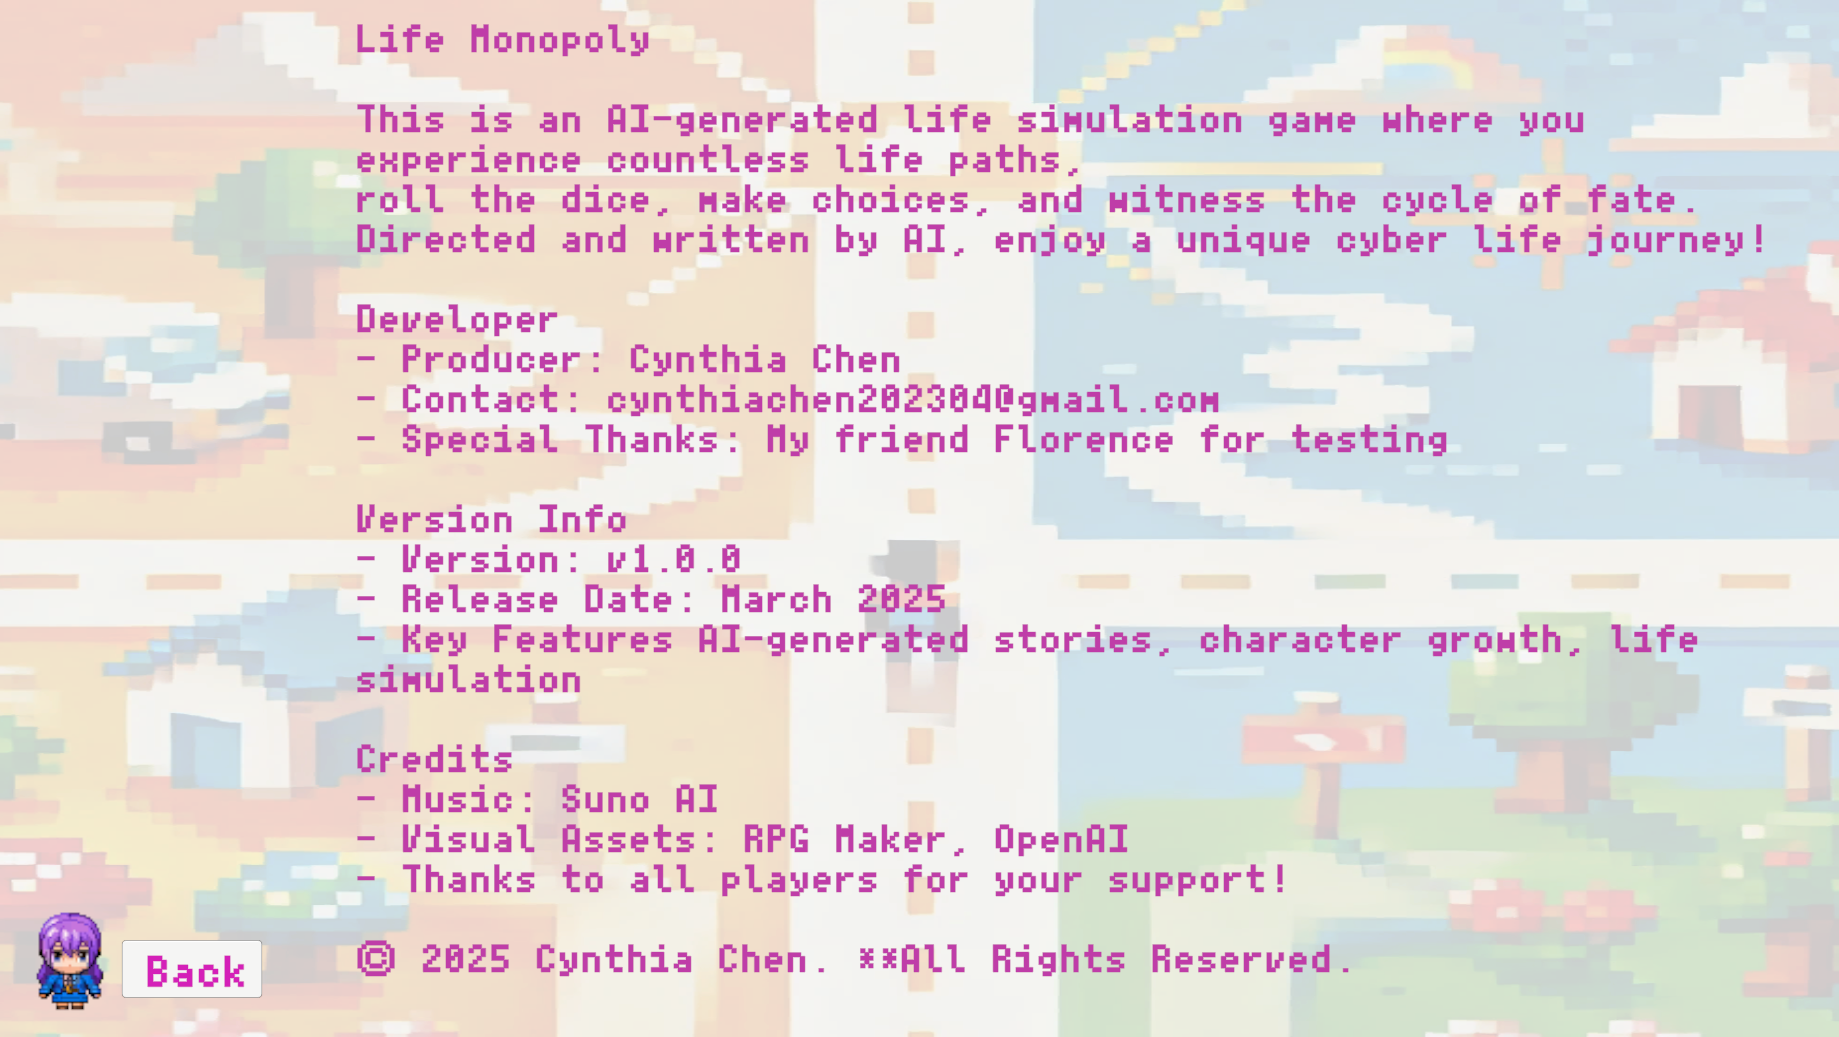 Life Monopoly
This is an AI-generated life simulation game where you
experience countless life paths,
roll the dice, make choices, and witness the cycle of fate.
Directed and written by AI, enjoy a unique cyber life journey!
Developer
- Producer: Cynthia Chen
- Contact: cynthiachen202304@gmail.com
- Special Thanks: My friend Florence for testing
Version Info
- Version: v1.0.0
- Release Date: March 2025
- Key Features AI-generated stories, character growth, life
simulation
Credits
- Music: Suno AI
- Visual Assets: RPG Maker, OpenAI
- Thanks to all players for your support!
© 2025 Cynthia Chen. **All Rights Reserved.
Back